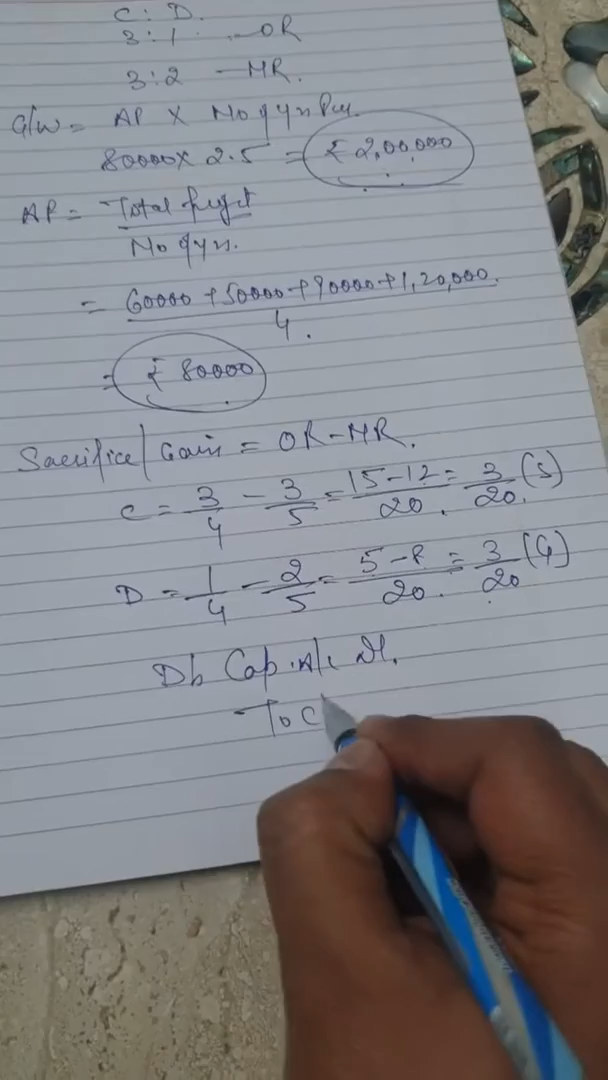 C : D.
3:1 - OR
3:2 - NR.
G/W = AP X No of yrs Pur.
80000 x 2.5 = ₹ 2,00,000
AP = Total profit
No of yrs.
= 60000 + 50000 + 90000 + 1,20,000.
4.
= ₹ 80000
Sacrifice/Gain = OR - NR.
C = 3/4 - 3/5 = 15-12/20. = 3/20. (S)
D = 1/4 - 2/5 = 5-8/20. = 3/20 (G)
D's Cap. A/c Dr.
To C